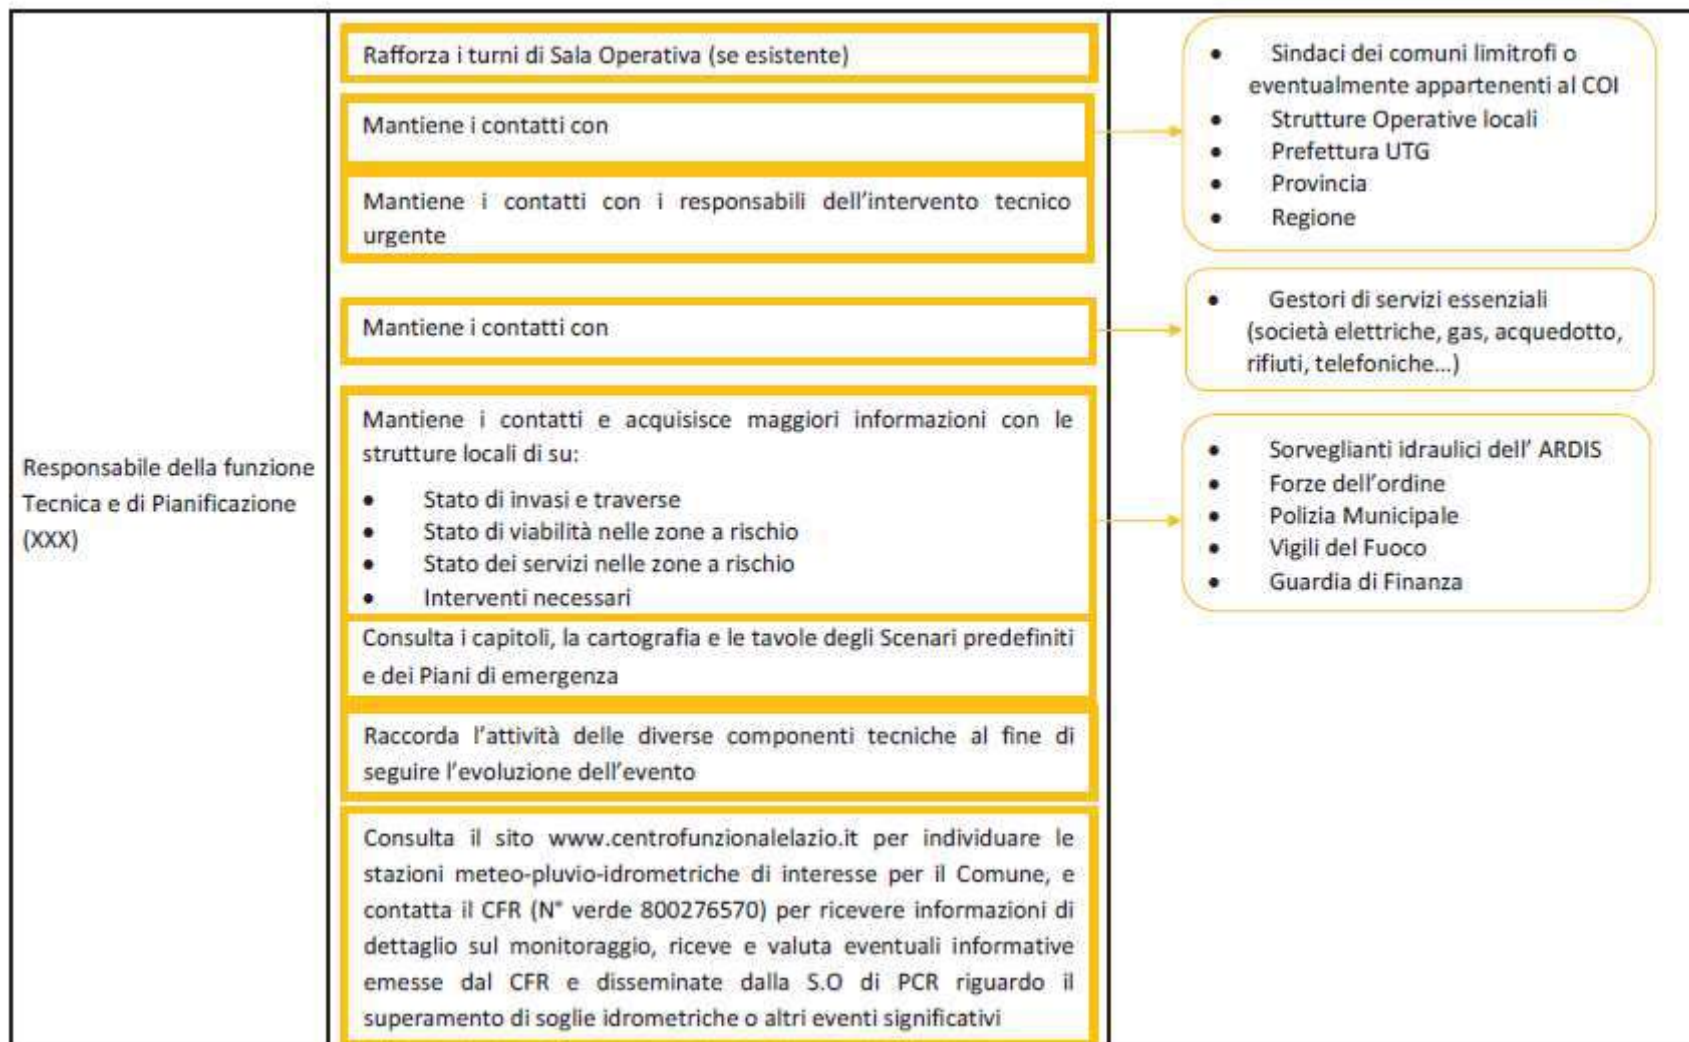 Responsabile della funzione
Tecnica e di Pianificazione
(XXX)
Rafforza i turni di Sala Operativa (se esistente)
Mantiene i contatti con
Mantiene i contatti con i responsabili dell'intervento tecnico
urgente
Mantiene i contatti con
Mantiene i contatti e acquisisce maggiori informazioni con le
strutture locali di su:
• Stato di invasi e traverse
• Stato di viabilità nelle zone a rischio
• Stato dei servizi nelle zone a rischio
• Interventi necessari
Consulta i capitoli, la cartografia e le tavole degli Scenari predefiniti
e dei Piani di emergenza
Raccorda l'attività delle diverse componenti tecniche al fine di
seguire l'evoluzione dell'evento
Consulta il sito www.centrofunzionalelazio.it per individuare le
stazioni meteo-pluvio-idrometriche di interesse per il Comune, e
contatta il CFR (N° verde 800276570) per ricevere informazioni di
dettaglio sul monitoraggio, riceve e valuta eventuali informative
emesse dal CFR e disseminate dalla S.O di PCR riguardo il
superamento di soglie idrometriche o altri eventi significativi
• Sindaci dei comuni limitrofi o
eventualmente appartenenti al COI
• Strutture Operative locali
• Prefettura UTG
• Provincia
• Regione
• Gestori di servizi essenziali
(società elettriche, gas, acquedotto,
rifiuti, telefoniche...)
• Sorveglianti idraulici dell' ARDIS
• Forze dell'ordine
• Polizia Municipale
• Vigili del Fuoco
• Guardia di Finanza